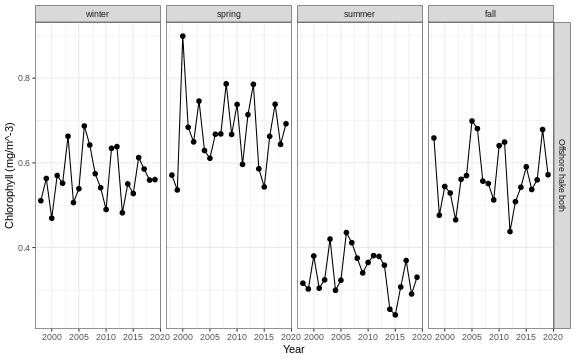 winter spring summer fall
Chlorophyll (mg/m^-3)
0.8
0.6
0.4
Offshore hake both
2000 2005 2010 2015 2020 2000 2005 2010 2015 2020 2000 2005 2010 2015 2020 2000 2005 2010 2015 2020
Year